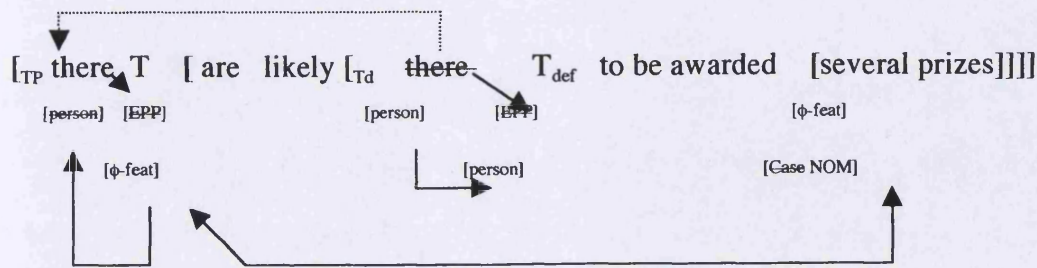 [TP there T [ are likely [Td there Tdef to be awarded [several prizes]]]]
[person] [EPP] [person] [EPP] [ϕ-feat]
[ϕ-feat] [person] [Case NOM]